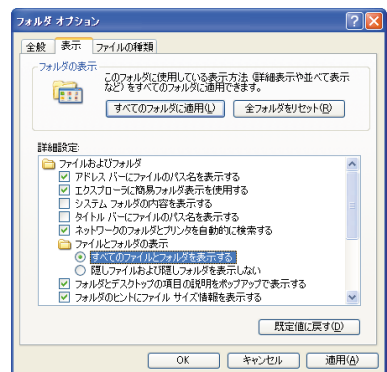 フォルダ オプション
全般 表示 ファイルの種類
フォルダの表示
このフォルダに使用している表示方法 (詳細表示や並べて表示
など) をすべてのフォルダに適用できます。
すべてのフォルダに適用(L) 全フォルダをリセット(R)
詳細設定:
ファイルおよびフォルダ
アドレス バーにファイルのパス名を表示する
エクスプローラに簡易フォルダ表示を使用する
システム フォルダの内容を表示する
タイトル バーにファイルのパス名を表示する
ネットワークのフォルダとプリンタを自動的に検索する
ファイルとフォルダの表示
すべてのファイルとフォルダを表示する
隠しファイルおよび隠しフォルダを表示しない
フォルダとデスクトップの項目の説明をポップアップで表示する
フォルダのヒントにファイル サイズ情報を表示する
既定値に戻す(D)
OK キャンセル 適用(A)